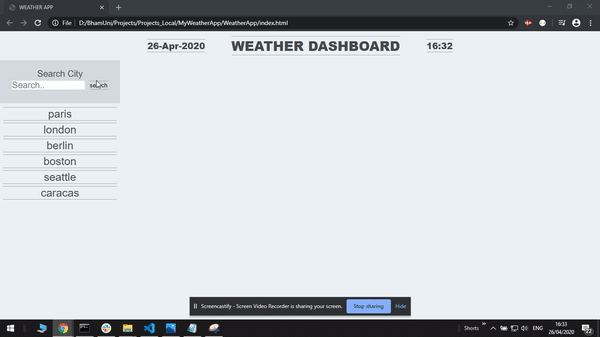 WEATHER APP
File D:/BhamUni/Projects/Projects_Local/MyWeatherApp/WeatherApp/index.html
26-Apr-2020 WEATHER DASHBOARD 16:32
Search City
Search.. search
paris
london
berlin
boston
seattle
caracas
Screencastify - Screen Video Recorder is sharing your screen. Stop sharing Hide
Shorts ENG 16:33
26/04/2020